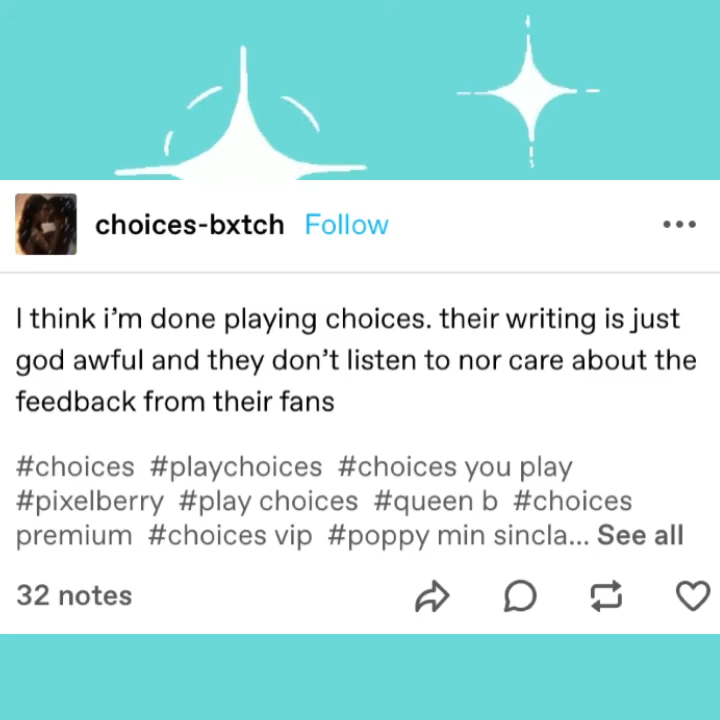 choices-bxtch Follow
I think i'm done playing choices. their writing is just
god awful and they don't listen to nor care about the
feedback from their fans
#choices #playchoices #choices you play
#pixelberry #play choices #queen b #choices
premium #choices vip #poppy min sincla... See all
32 notes